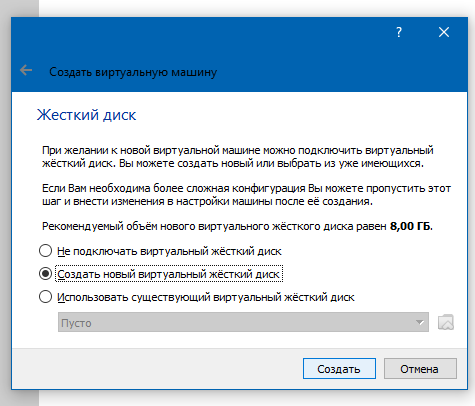 ?
Создать виртуальную машину
Жесткий диск
При желании к новой виртуальной машине можно подключить виртуальный
жёсткий диск. Вы можете создать новый или выбрать из уже имеющихся.
Если Вам необходима более сложная конфигурация Вы можете пропустить этот
шаг и внести изменения в настройки машины после её создания.
Рекомендуемый объём нового виртуального жёсткого диска равен 8,00 ГБ.
Не подключать виртуальный жёсткий диск
Создать новый виртуальный жёсткий диск
Использовать существующий виртуальный жёсткий диск
Пусто
Создать Отмена